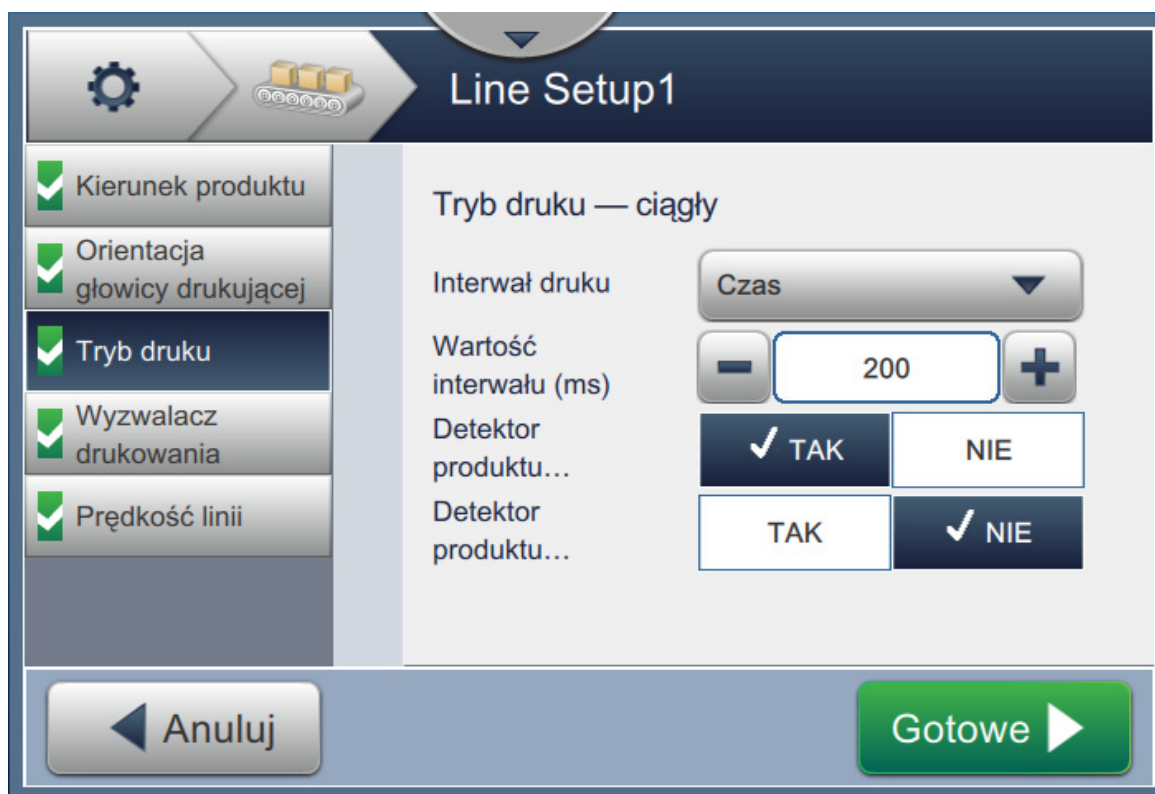 Line Setup1
Kierunek produktu
Orientacja
głowicy drukującej
Tryb druku
Wyzwalacz
drukowania
Prędkość linii
Tryb druku — ciągły
Interwał druku
Czas
Wartość
interwału (ms)
200
Detektor
produktu…
TAK
NIE
Detektor
produktu…
TAK
NIE
Anuluj
Gotowe